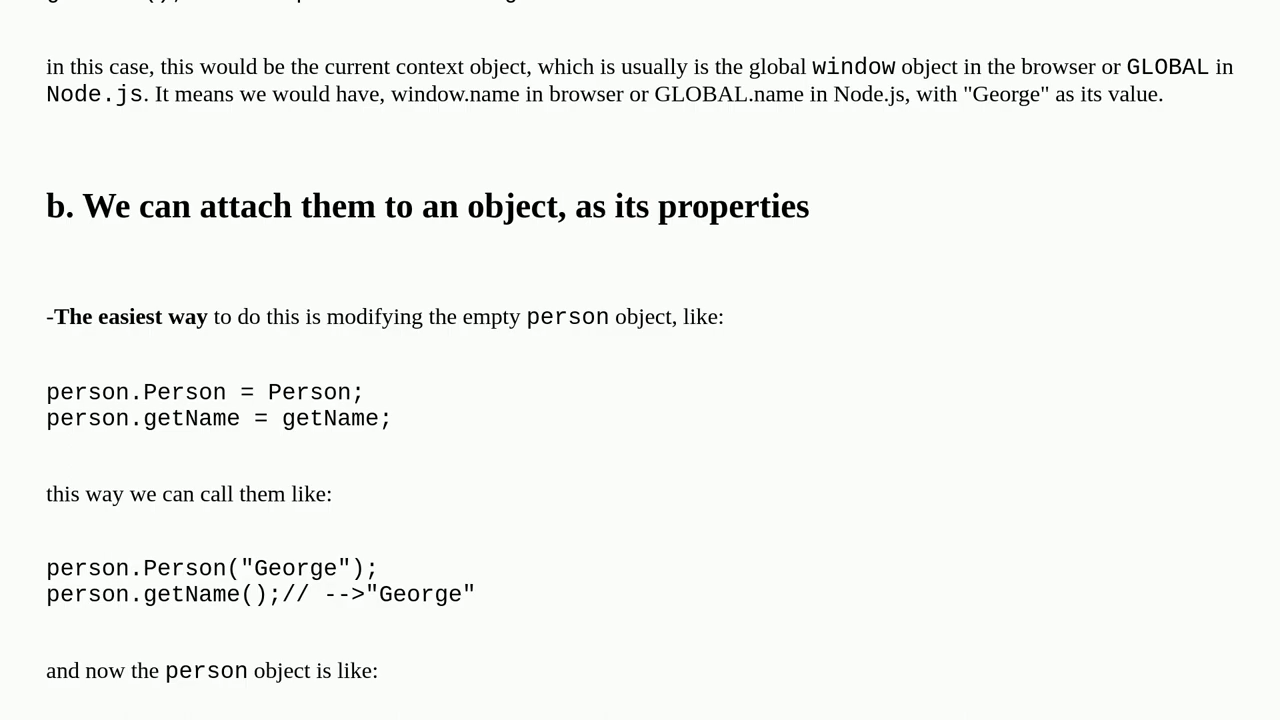 in this case, this would be the current context object, which is usually is the global window object in the browser or GLOBAL in
Node.js. It means we would have, window.name in browser or GLOBAL.name in Node.js, with "George" as its value.
b. We can attach them to an object, as its properties
-The easiest way to do this is modifying the empty person object, like:
person.Person = Person;
person.getName = getName;
this way we can call them like:
person.Person("George");
person.getName();// -->"George"
and now the person object is like: